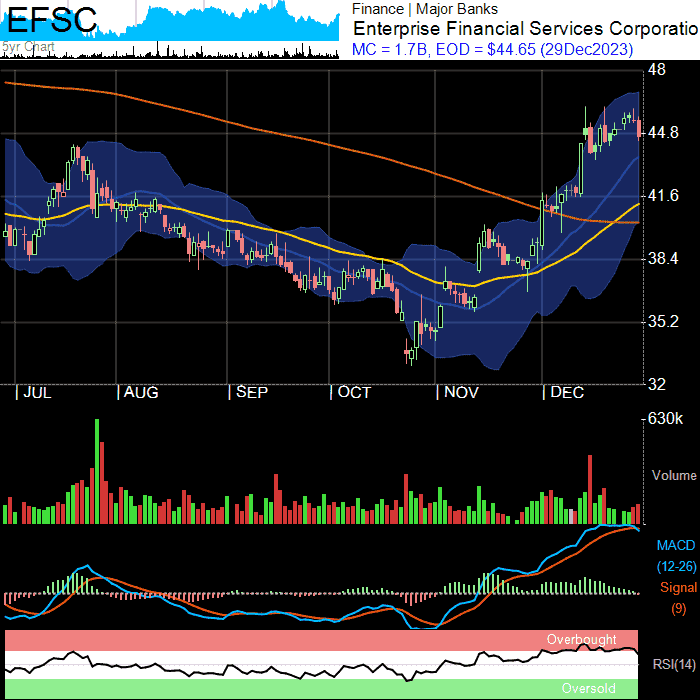 EFSC
5yr Chart
Finance | Major Banks
Enterprise Financial Services Corporatio
MC = 1.7B, EOD = $44.65 (29Dec2023)
48
44.8
41.6
38.4
35.2
32
| JUL | AUG | SEP | OCT | NOV | DEC
630k
Volume
MACD
(12-26)
Signal
(9)
Overbought
RSI(14)
Oversold